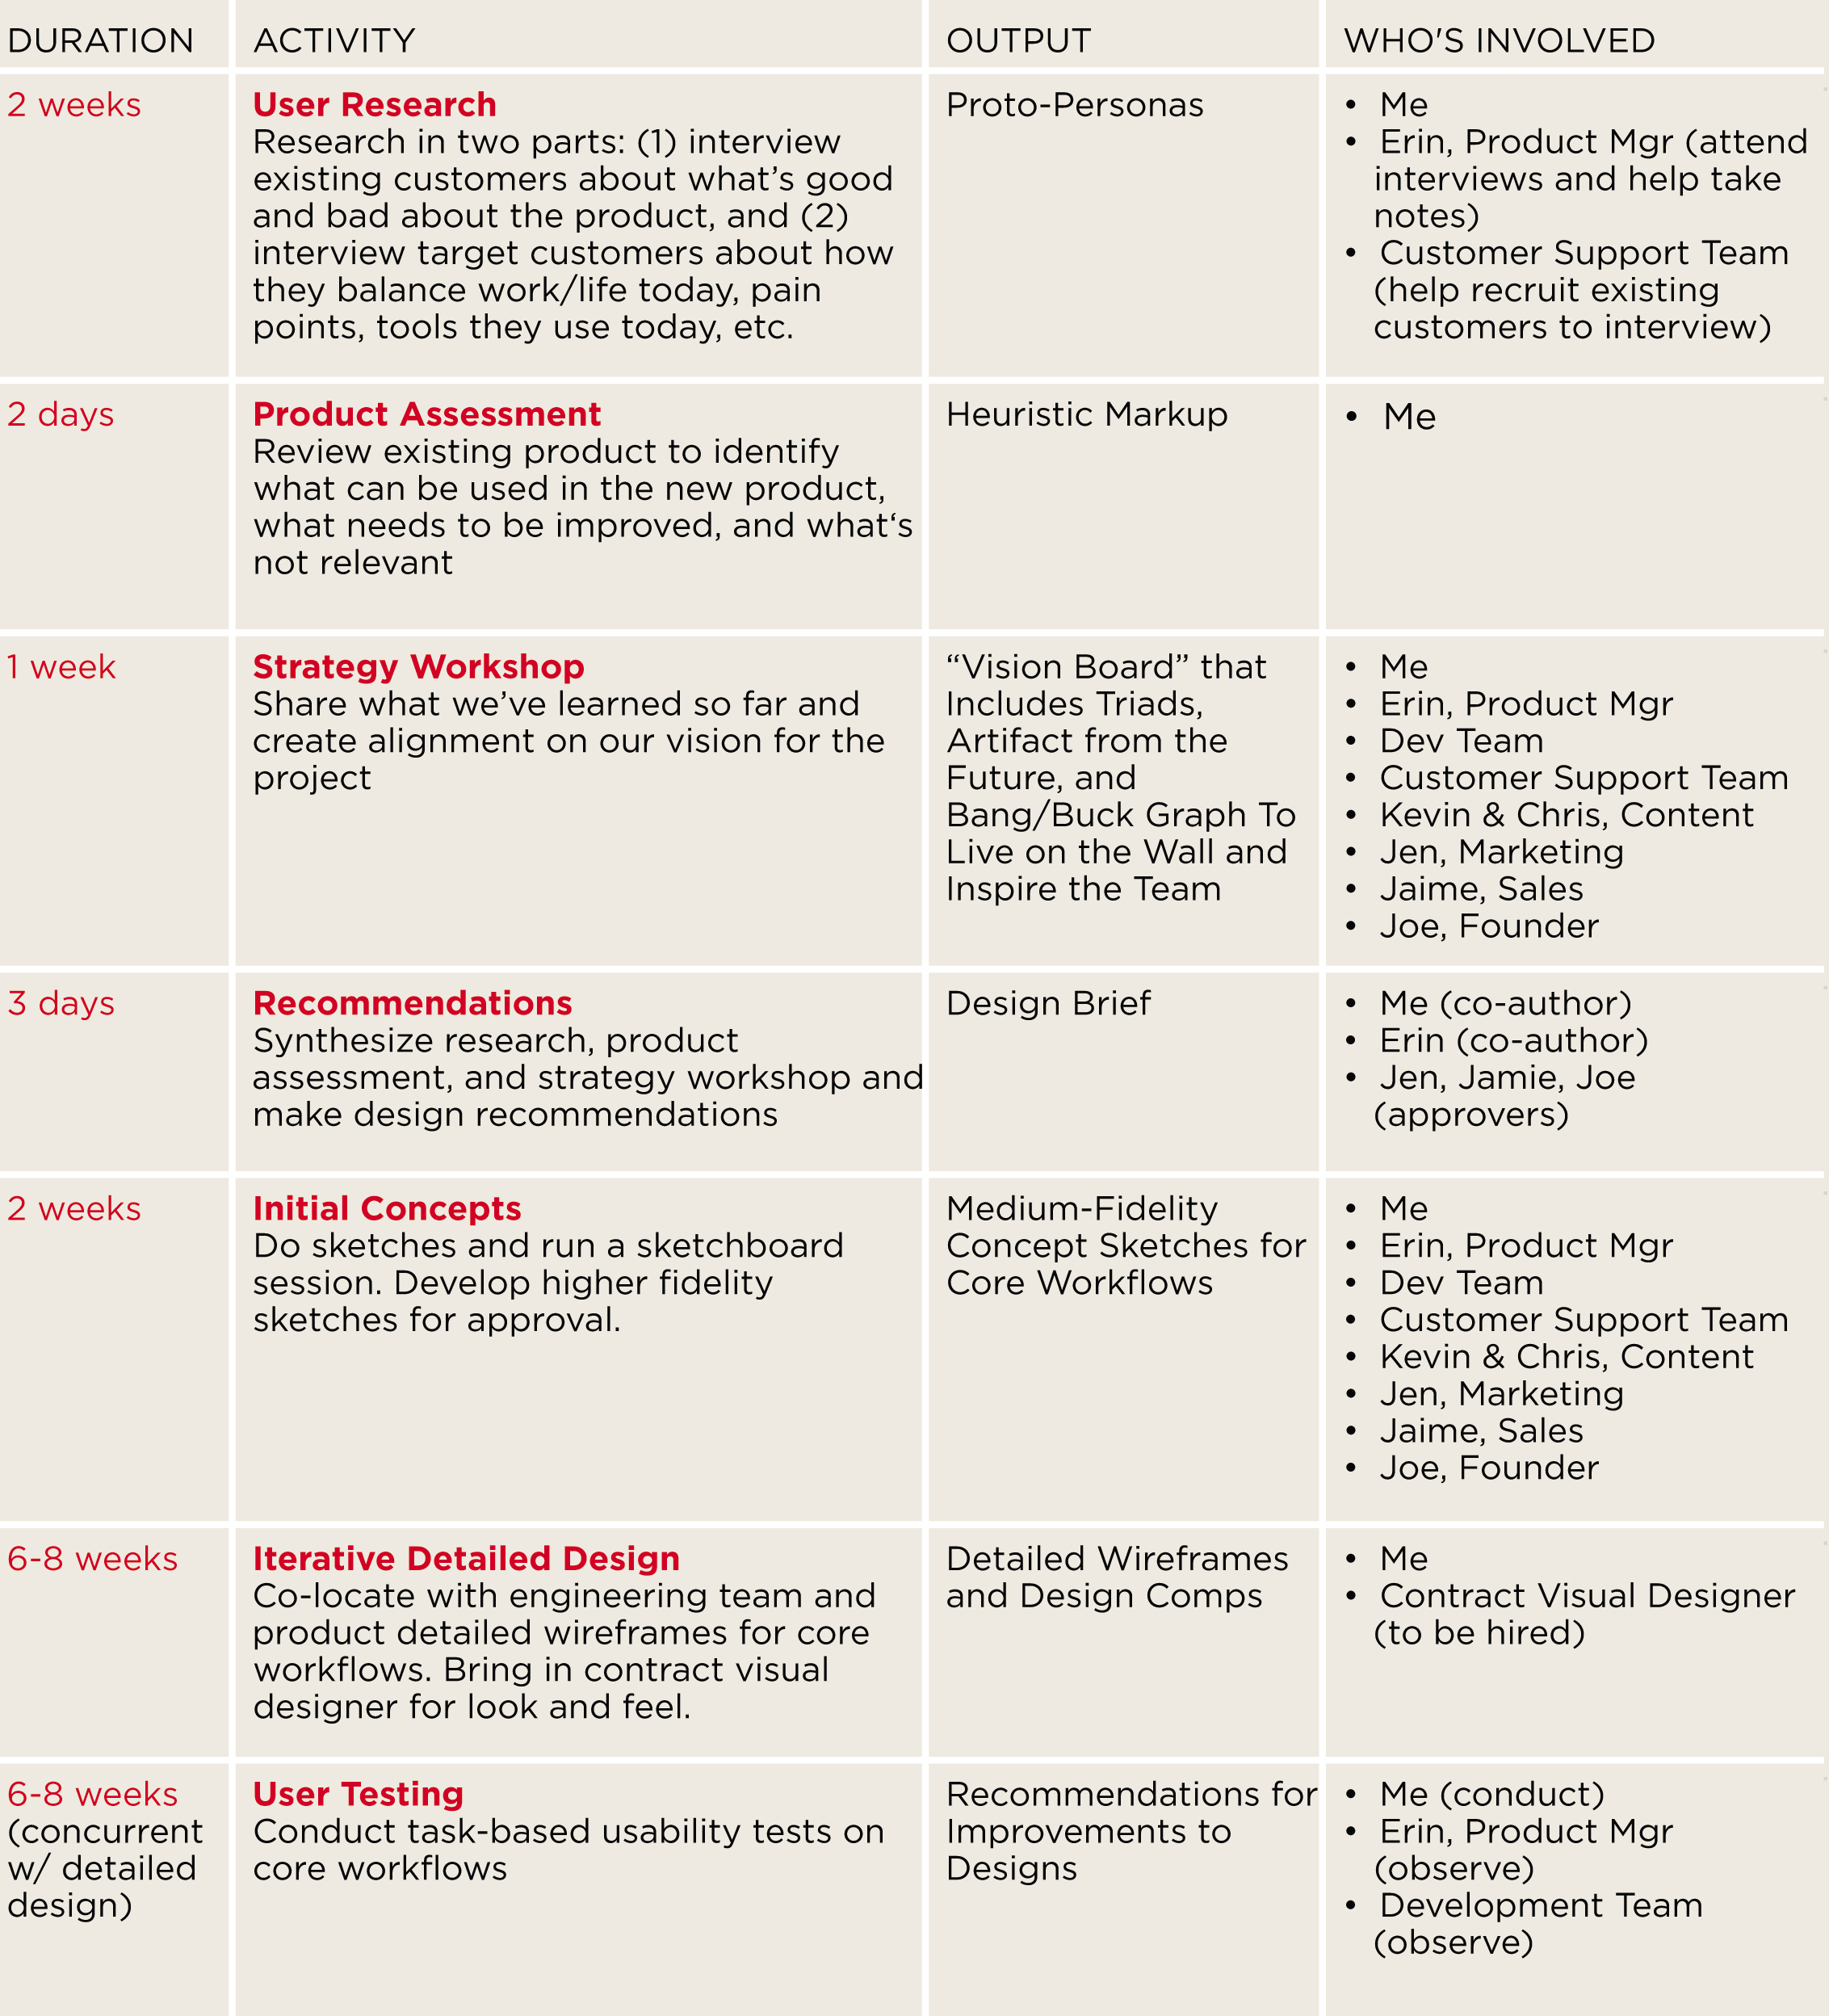 DURATION
ACTIVITY
OUTPUT
WHO'S INVOLVED
2 weeks
User Research
Research in two parts: (1) interview
existing customers about what’s good
and bad about the product, and (2)
interview target customers about how
they balance work/life today, pain
points, tools they use today, etc.
Proto-Personas
• Me
• Erin, Product Mgr (attend
interviews and help take
notes)
• Customer Support Team
(help recruit existing
customers to interview)
2 days
Product Assessment
Review existing product to identify
what can be used in the new product,
what needs to be improved, and what‘s
not relevant
Heuristic Markup
• Me
1 week
Strategy Workshop
Share what we’ve learned so far and
create alignment on our vision for the
project
“Vision Board” that
Includes Triads,
Artifact from the
Future, and
Bang/Buck Graph To
Live on the Wall and
Inspire the Team
• Me
• Erin, Product Mgr
• Dev Team
• Customer Support Team
• Kevin & Chris, Content
• Jen, Marketing
• Jaime, Sales
• Joe, Founder
3 days
Recommendations
Synthesize research, product
assessment, and strategy workshop and
make design recommendations
Design Brief
• Me (co-author)
• Erin (co-author)
• Jen, Jamie, Joe
(approvers)
2 weeks
Initial Concepts
Do sketches and run a sketchboard
session. Develop higher fidelity
sketches for approval.
Medium-Fidelity
Concept Sketches for
Core Workflows
• Me
• Erin, Product Mgr
• Dev Team
• Customer Support Team
• Kevin & Chris, Content
• Jen, Marketing
• Jaime, Sales
• Joe, Founder
6-8 weeks
Iterative Detailed Design
Co-locate with engineering team and
product detailed wireframes for core
workflows. Bring in contract visual
designer for look and feel.
Detailed Wireframes
and Design Comps
• Me
• Contract Visual Designer
(to be hired)
6-8 weeks
(concurrent
w/ detailed
design)
User Testing
Conduct task-based usability tests on
core workflows
Recommendations for
Improvements to
Designs
• Me (conduct)
• Erin, Product Mgr
(observe)
• Development Team
(observe)